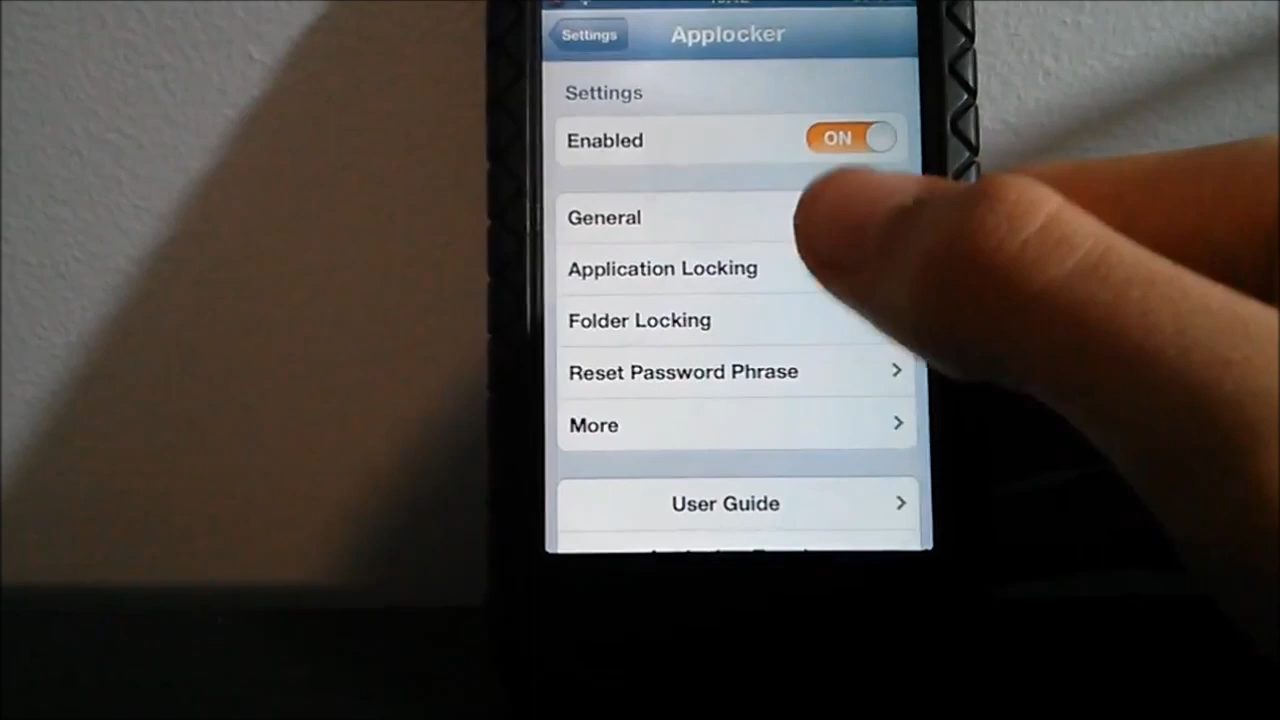 Settings
Applocker
Settings
Enabled
ON
General
Application Locking
Folder Locking
Reset Password Phrase
More
User Guide